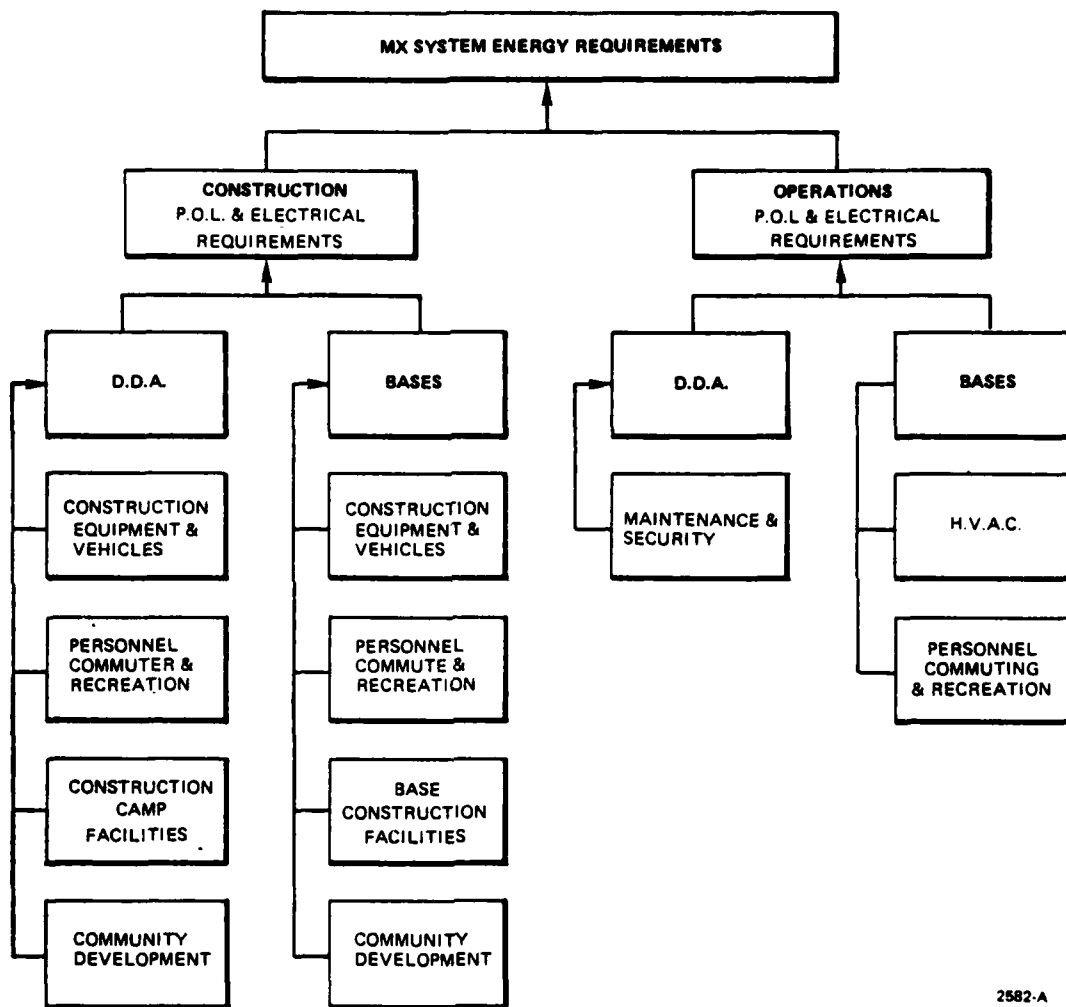 MX SYSTEM ENERGY REQUIREMENTS
CONSTRUCTION
P.O.L. & ELECTRICAL
REQUIREMENTS
OPERATIONS
P.O.L & ELECTRICAL
REQUIREMENTS
D.D.A.
BASES
D.D.A.
BASES
CONSTRUCTION
EQUIPMENT &
VEHICLES
CONSTRUCTION
EQUIPMENT &
VEHICLES
MAINTENANCE &
SECURITY
H.V.A.C.
PERSONNEL
COMMUTER &
RECREATION
PERSONNEL
COMMUTE &
RECREATION
PERSONNEL
COMMUTING
& RECREATION
CONSTRUCTION
CAMP
FACILITIES
BASE
CONSTRUCTION
FACILITIES
COMMUNITY
DEVELOPMENT
COMMUNITY
DEVELOPMENT
2582-A